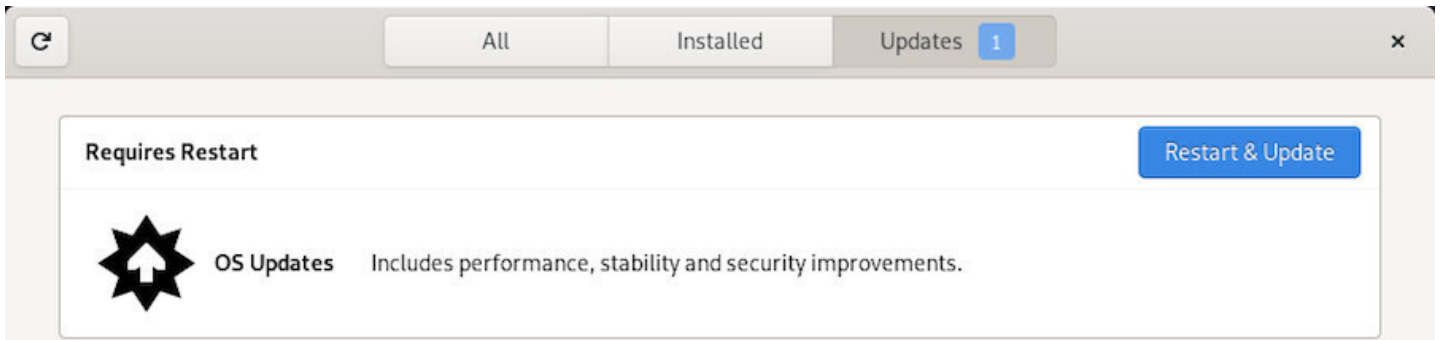 All Installed Updates 1
Requires Restart Restart & Update
OS Updates Includes performance, stability and security improvements.